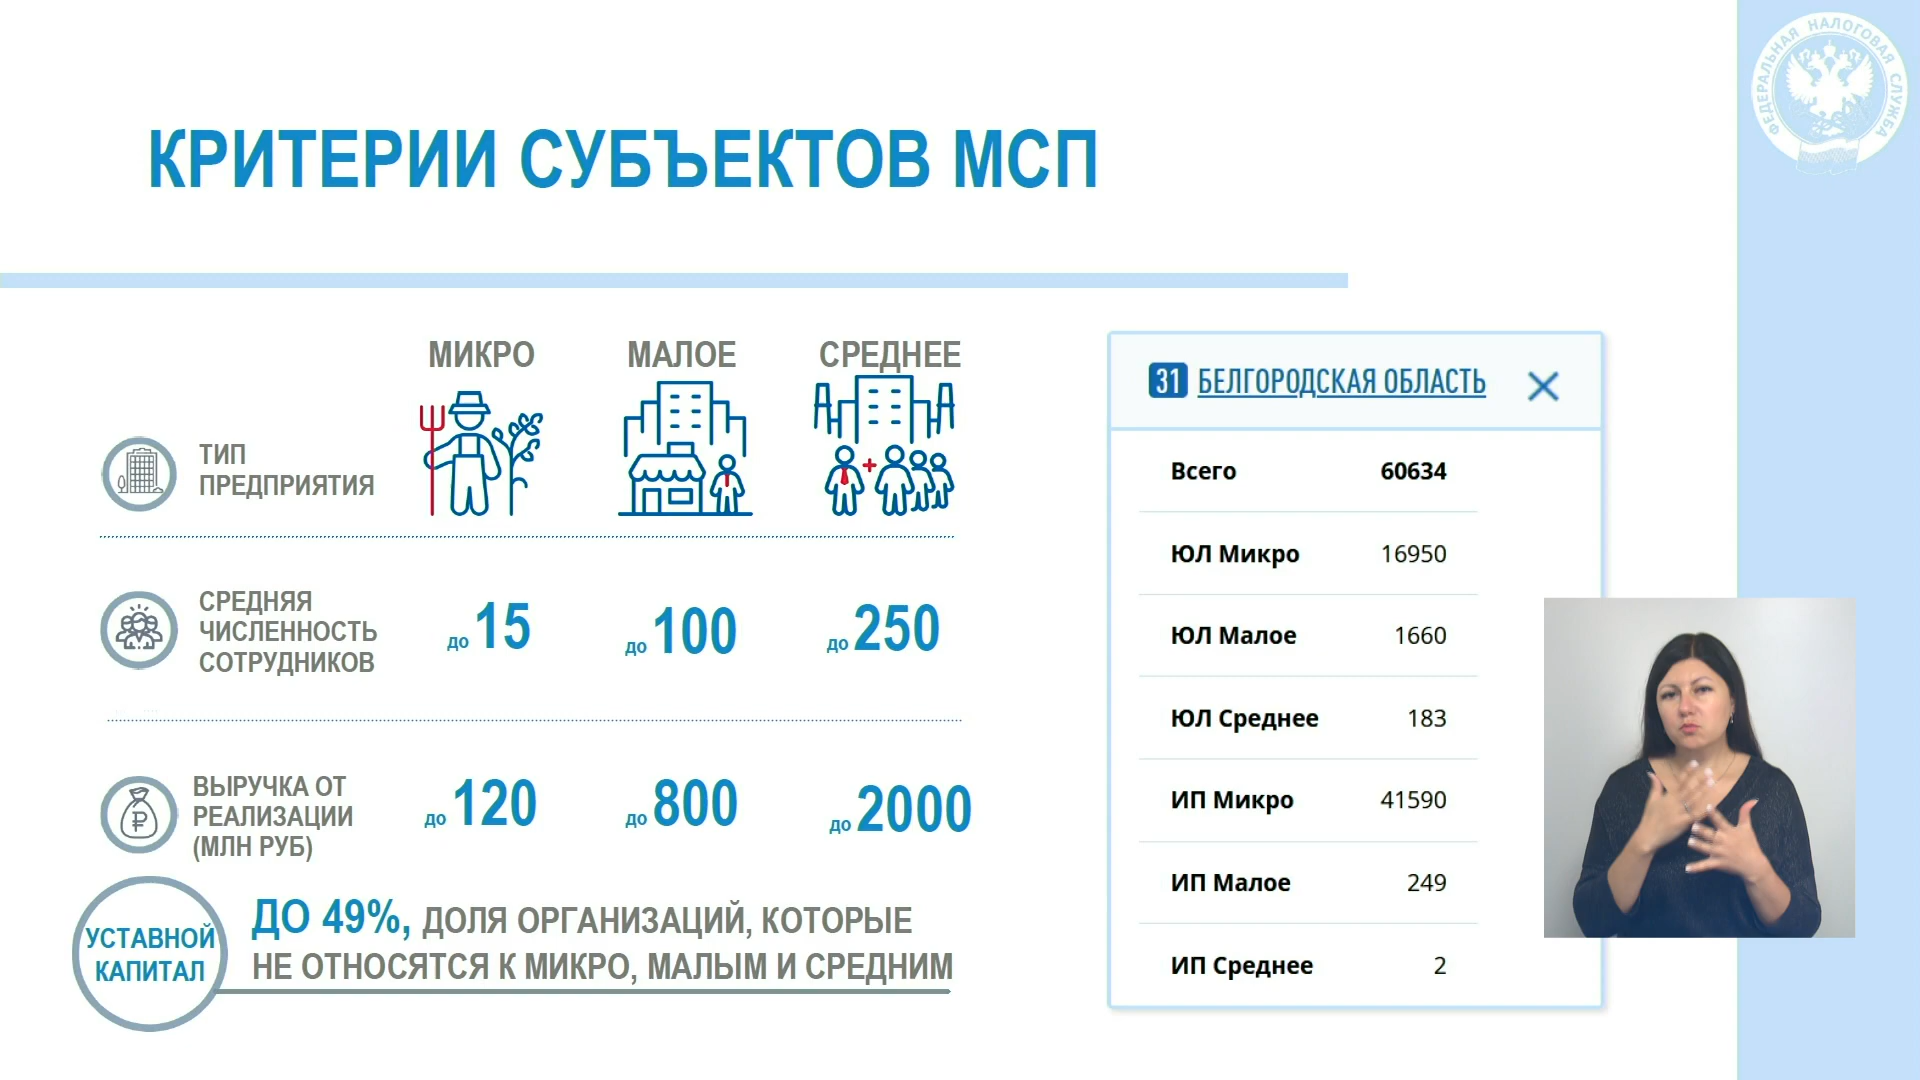 ФЕДЕРАЛЬНАЯ НАЛОГОВАЯ СЛУЖБА
КРИТЕРИИ СУБЪЕКТОВ МСП
МИКРО МАЛОЕ СРЕДНЕЕ
ТИП
ПРЕДПРИЯТИЯ
СРЕДНЯЯ
ЧИСЛЕННОСТЬ
СОТРУДНИКОВ
до 15 до 100 до 250
ВЫРУЧКА ОТ
РЕАЛИЗАЦИИ
(МЛН РУБ)
до 120 до 800 до 2000
УСТАВНОЙ
КАПИТАЛ
ДО 49%, ДОЛЯ ОРГАНИЗАЦИЙ, КОТОРЫЕ
НЕ ОТНОСЯТСЯ К МИКРО, МАЛЫМ И СРЕДНИМ
31 БЕЛГОРОДСКАЯ ОБЛАСТЬ
Всего 60634
ЮЛ Микро 16950
ЮЛ Малое 1660
ЮЛ Среднее 183
ИП Микро 41590
ИП Малое 249
ИП Среднее 2